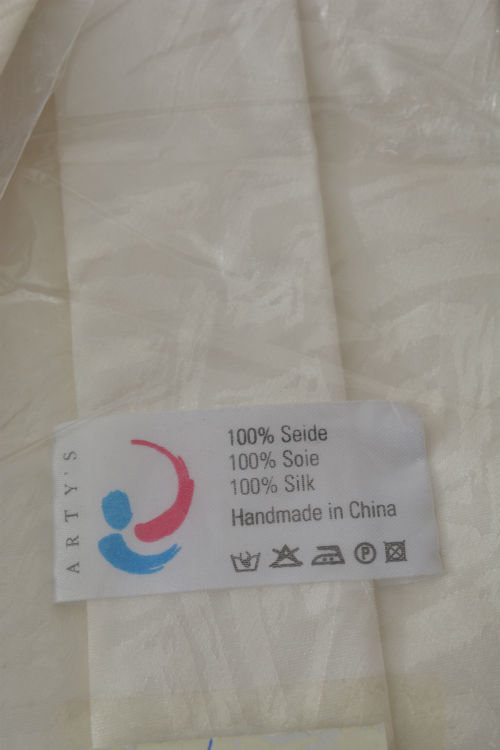 ARTY'S
100% Seide
100% Soie
100% Silk
Handmade in China
P